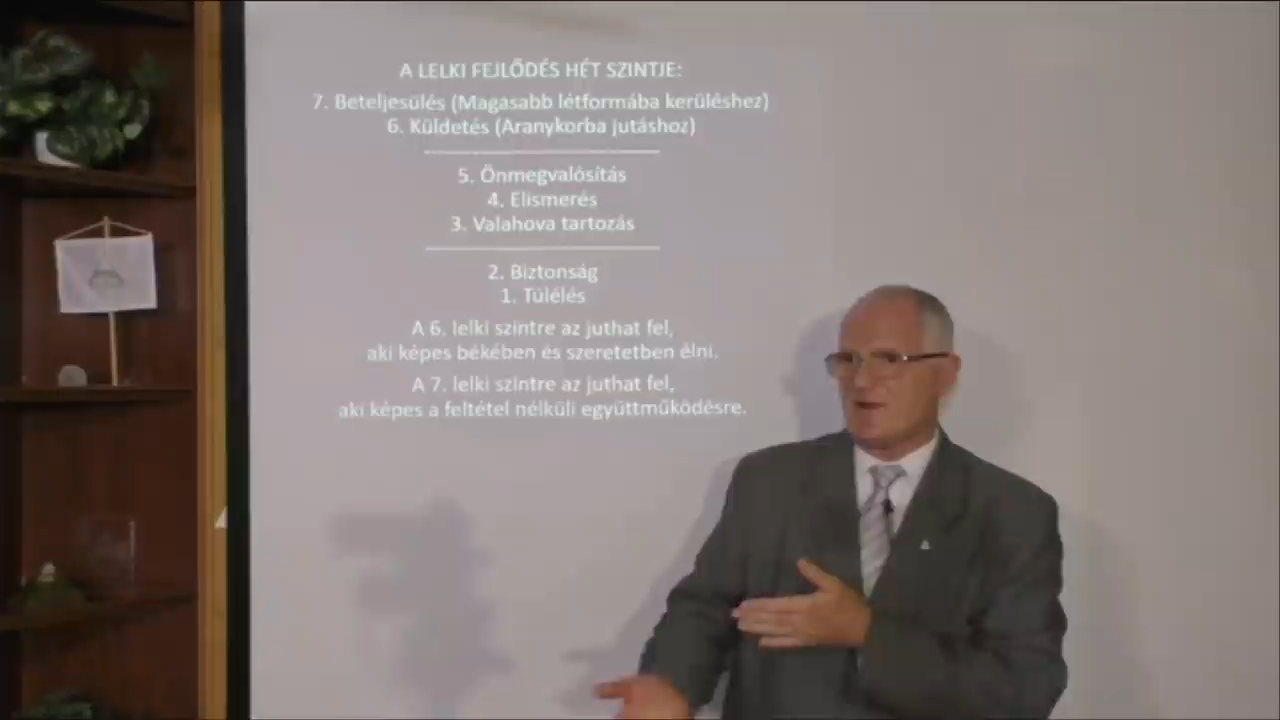 A LELKI FEJLŐDÉS HÉT SZINTJE:
7. Beteljesülés (Magasabb létformába kerüléshez)
6. Küldetés (Aranykorba jutáshoz)
5. Önmegvalósítás
4. Elismerés
3. Valahova tartozás
2. Biztonság
1. Túlélés
A 6. lelki szintre az juthat fel,
aki képes békében és szeretetben élni.
A 7. lelki szintre az juthat fel,
aki képes a feltétel nélküli együttműködésre.